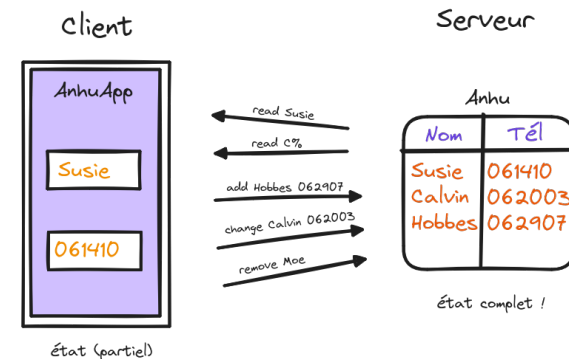 Client
Serveur
AnhuApp
Susie
061410
état (partiel)
read Susie
read C%
add Hobbes 062907
change Calvin 062003
remove Moe
Anhu
Nom Tél
Susie 061410
Calvin 062003
Hobbes 062907
état complet !